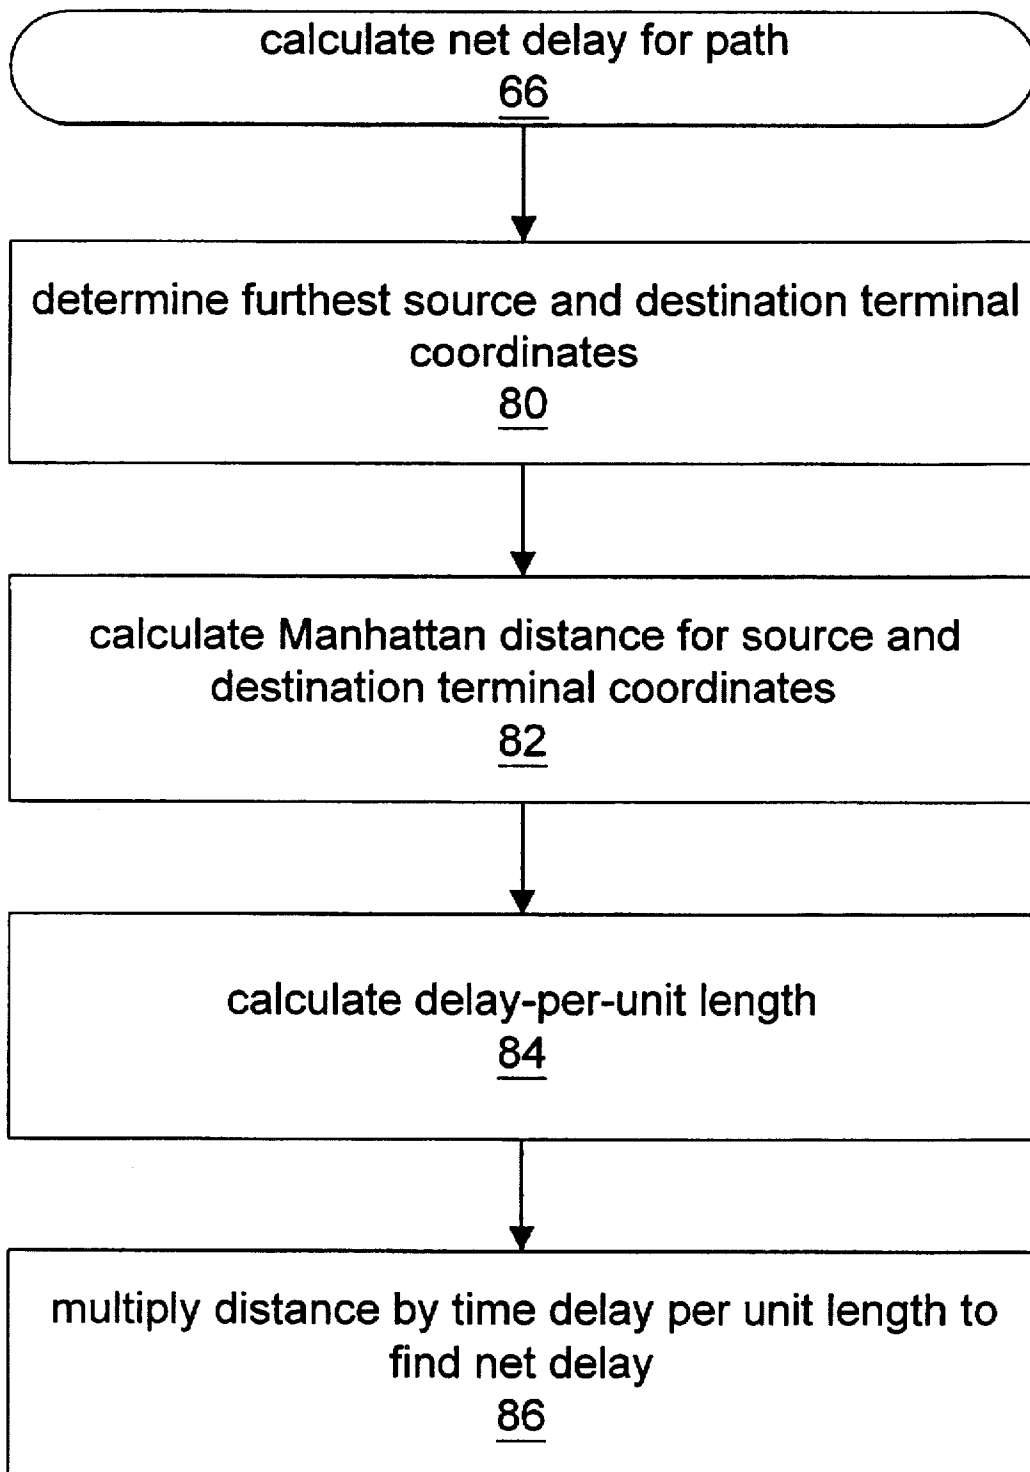 calculate net delay for path
66
determine furthest source and destination terminal
coordinates
80
calculate Manhattan distance for source and
destination terminal coordinates
82
calculate delay-per-unit length
84
multiply distance by time delay per unit length to
find net delay
86